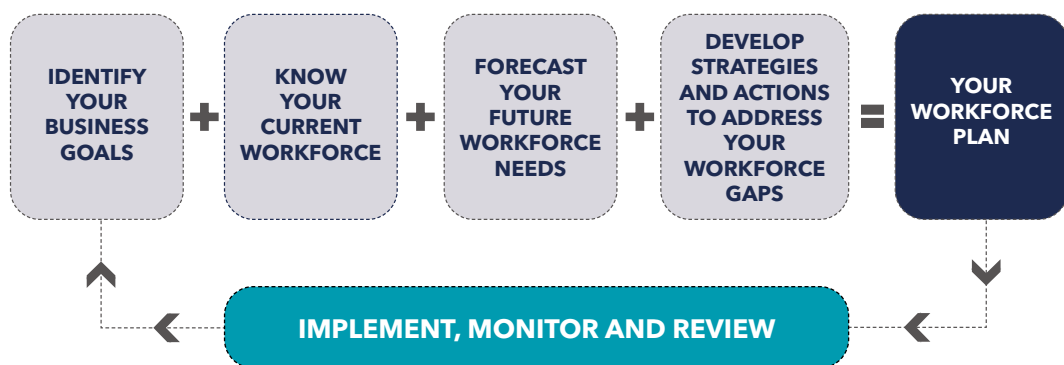 IDENTIFY
YOUR
BUSINESS
GOALS
+
KNOW
YOUR
CURRENT
WORKFORCE
+
FORECAST
YOUR
FUTURE
WORKFORCE
NEEDS
+
DEVELOP
STRATEGIES
AND ACTIONS
TO ADDRESS
YOUR
WORKFORCE
GAPS
=
YOUR
WORKFORCE
PLAN
IMPLEMENT, MONITOR AND REVIEW